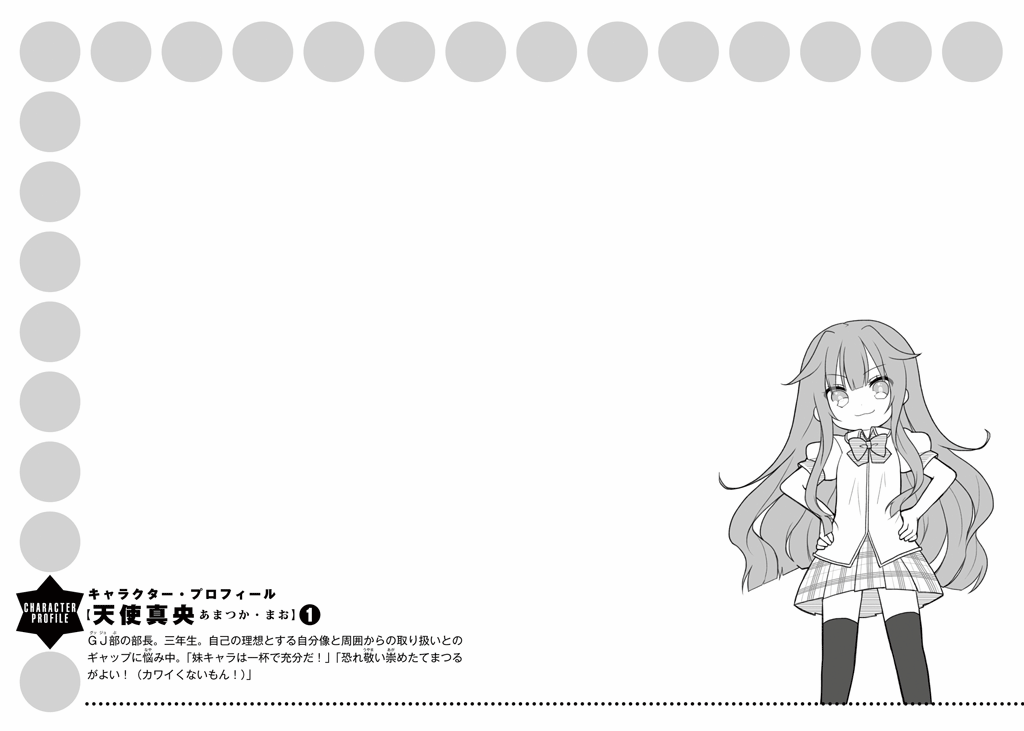 キャラクター・プロフィール
CHARACTER
PROFILE
【天使真央 あまつか・まお】❶
ＧＪ部の部長。三年生。自己の理想とする自分像と周囲からの取り扱いとの
ギャップに悩み中。「妹キャラは一杯で充分だ！」「恐れ敬い崇めたてまつる
がよい！（カワイくないもん！）」